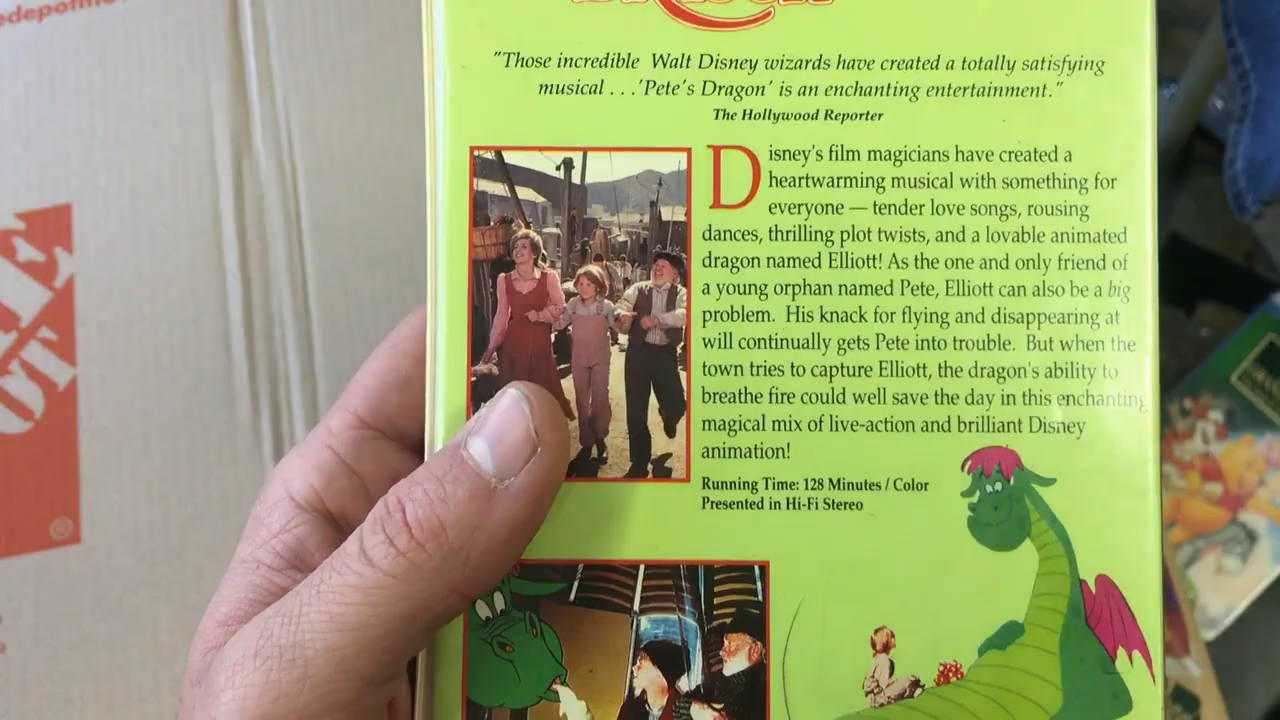 "Those incredible Walt Disney wizards have created a totally satisfying
musical . . .'Pete's Dragon' is an enchanting entertainment."
The Hollywood Reporter
Disney's film magicians have created a
heartwarming musical with something for
everyone — tender love songs, rousing
dances, thrilling plot twists, and a lovable animated
dragon named Elliott! As the one and only friend of
a young orphan named Pete, Elliott can also be a big
problem. His knack for flying and disappearing at
will continually gets Pete into trouble. But when the
town tries to capture Elliott, the dragon's ability to
breathe fire could well save the day in this enchanting
magical mix of live-action and brilliant Disney
animation!
Running Time: 128 Minutes / Color
Presented in Hi-Fi Stereo
®